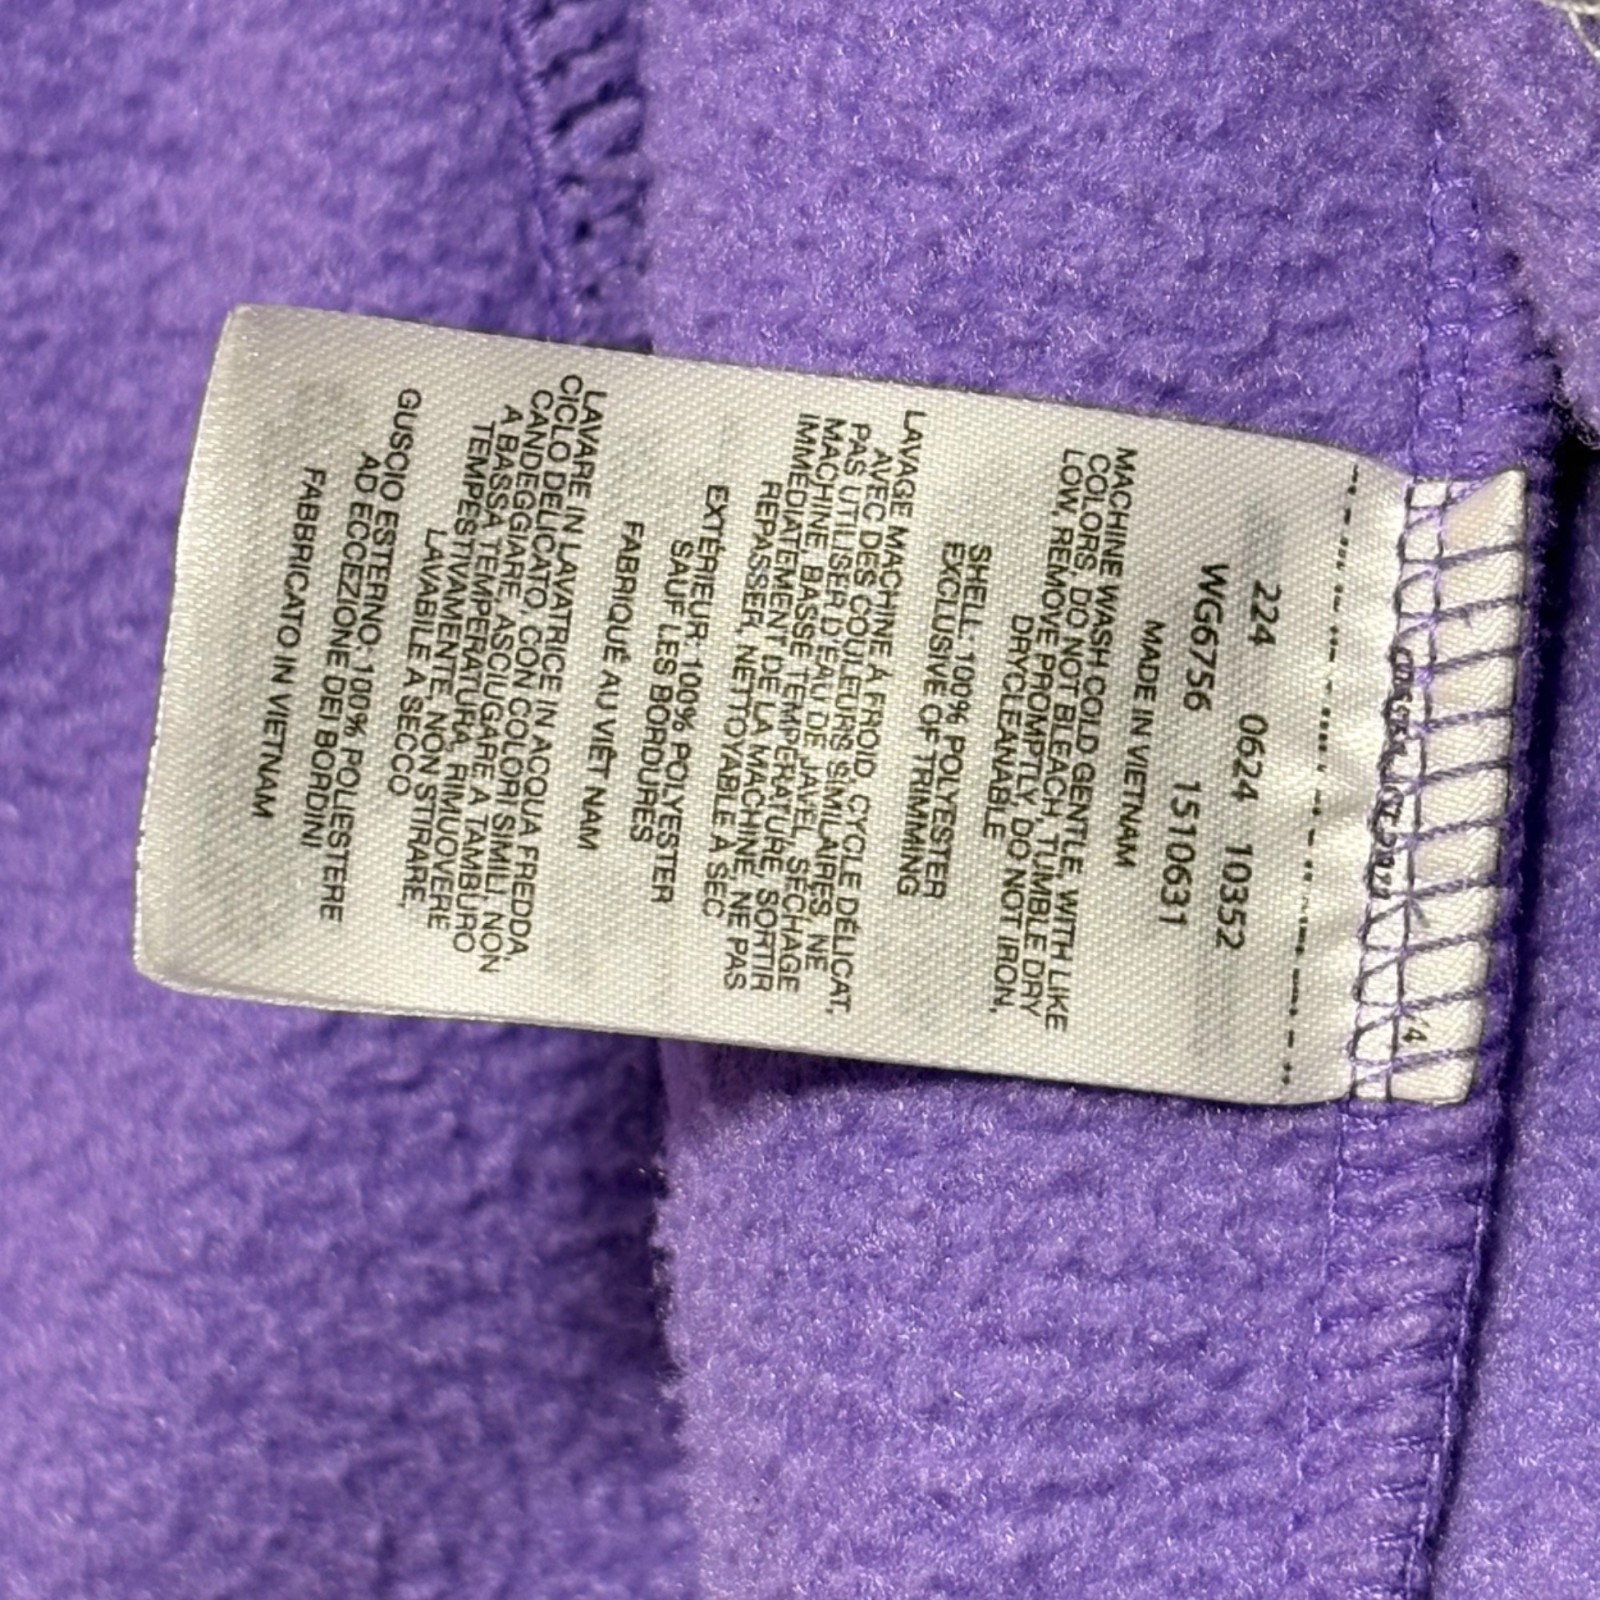 224 0624 10352
WG6756 1510631
MADE IN VIETNAM
MACHINE WASH COLD GENTLE, WITH LIKE
COLORS, DO NOT BLEACH, TUMBLE DRY
LOW, REMOVE PROMPTLY, DO NOT IRON,
DRYCLEANABLE
SHELL: 100% POLYESTER
EXCLUSIVE OF TRIMMING
LAVAGE MACHINE À FROID, CYCLE DÉLICAT,
AVEC DES COULEURS SIMILAIRES, NE
PAS UTILISER D'EAU DE JAVEL, SÉCHAGE
MACHINE, BASSE TEMPÉRATURE, SORTIR
IMMÉDIATEMENT DE LA MACHINE, NE PAS
REPASSER, NETTOYABLE À SEC
EXTÉRIEUR: 100% POLYESTER
SAUF LES BORDURES
FABRIQUÉ AU VIÊT NAM
LAVARE IN LAVATRICE IN ACQUA FREDDA,
CICLO DELICATO, CON COLORI SIMILI, NON
CANDEGGIARE, ASCIUGARE A TAMBURO
A BASSA TEMPERATURA, RIMUOVERE
TEMPESTIVAMENTE, NON STIRARE,
LAVABILE A SECCO
GUSCIO ESTERNO: 100% POLIESTERE
AD ECCEZIONE DEI BORDINI
FABBRICATO IN VIETNAM